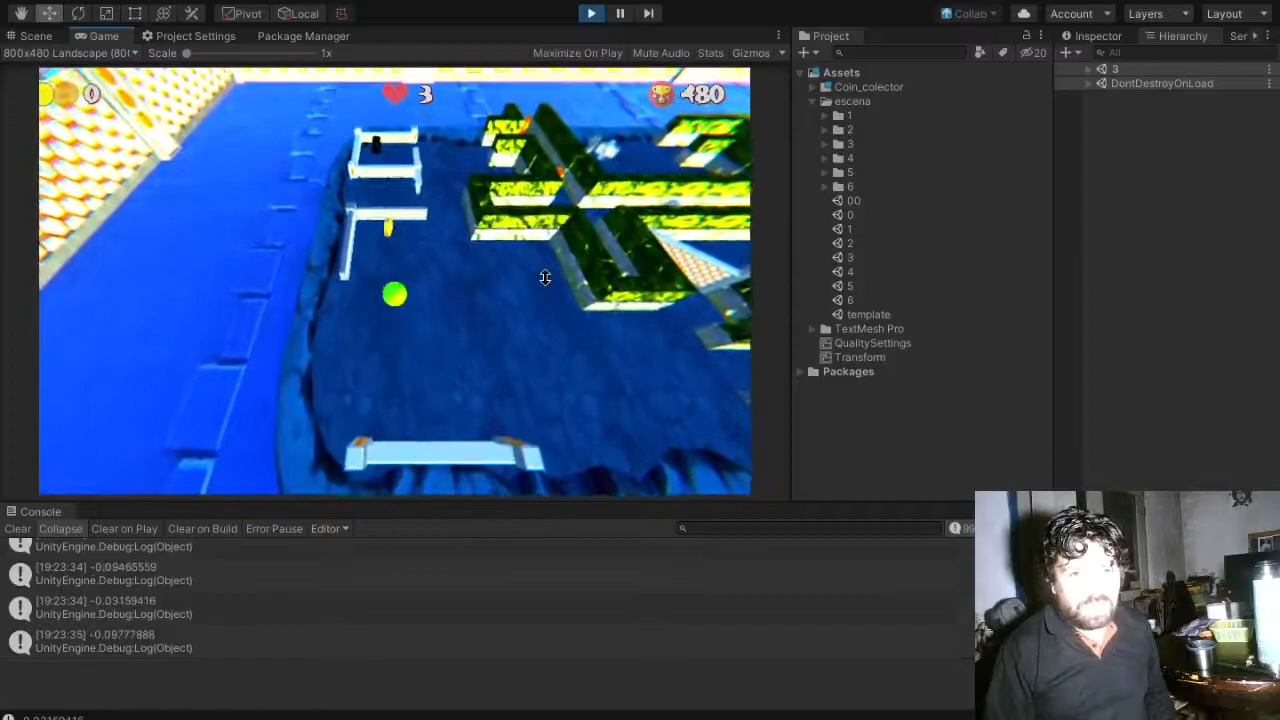 Pivot Local Collab Account Layers Layout
Scene Game Project Settings Package Manager Project Inspector Hierarchy Ser
800x480 Landscape (80( Scale 1x Maximize On Play Mute Audio Stats Gizmos 20 All
0 3 480
3
DontDestroyOnLoad
Assets
Coin_colector
escena
1
2
3
4
5
6
00
0
1
2
3
4
5
6
template
TextMesh Pro
QualitySettings
Transform
Packages
Console
Clear Collapse Clear on Play Clear on Build Error Pause Editor
UnityEngine.Debug:Log(Object)
[19:23:34] -0.09465559
UnityEngine.Debug:Log(Object)
[19:23:34] -0.03159416
UnityEngine.Debug:Log(Object)
[19:23:35] -0.09777888
UnityEngine.Debug:Log(Object)